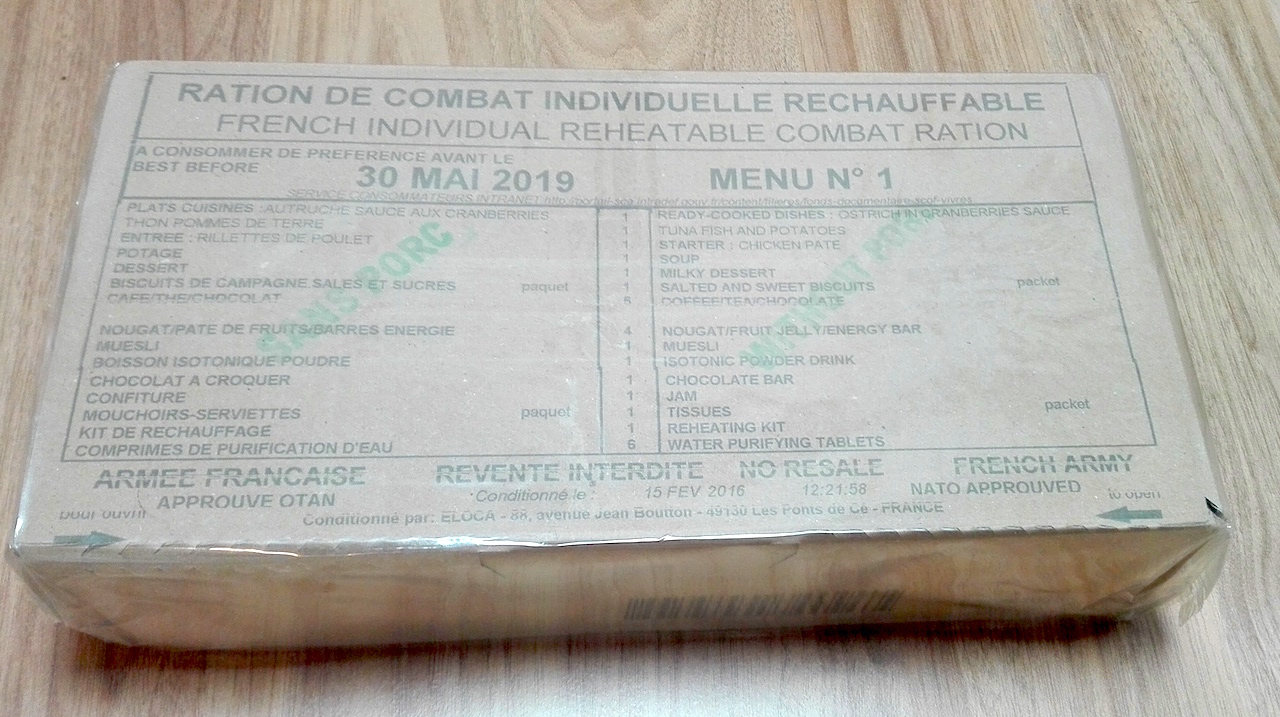 RATION DE COMBAT INDIVIDUELLE RECHAUFFABLE
FRENCH INDIVIDUAL REHEATABLE COMBAT RATION
A CONSOMMER DE PREFERENCE AVANT LE
BEST BEFORE
30 MAI 2019 MENU N° 1
SERVICE CONSOMMATEURS INTRANET
PLATS CUISINES : AUTRUCHE SAUCE AUX CRANBERRIES 1 READY-COOKED DISHES : OSTRICH IN CRANBERRIES SAUCE
THON POMMES DE TERRE 1 TUNA FISH AND POTATOES
ENTREE : RILLETTES DE POULET 1 STARTER : CHICKEN PATE
POTAGE 1 SOUP
DESSERT 1 MILKY DESSERT
BISCUITS DE CAMPAGNE SALES ET SUCRES paquet 1 SALTED AND SWEET BISCUITS packet
CAFE/THE/CHOCOLAT 5 COFFEE/TEA/CHOCOLATE
NOUGAT/PATE DE FRUITS/BARRES ENERGIE 4 NOUGAT/FRUIT JELLY/ENERGY BAR
MUESLI 1 MUESLI
BOISSON ISOTONIQUE POUDRE 1 ISOTONIC POWDER DRINK
CHOCOLAT A CROQUER 1 CHOCOLATE BAR
CONFITURE 1 JAM
MOUCHOIRS-SERVIETTES paquet 1 TISSUES packet
KIT DE RECHAUFFAGE 1 REHEATING KIT
COMPRIMES DE PURIFICATION D'EAU 6 WATER PURIFYING TABLETS
SANS PORC
WITHOUT PORK
ARMEE FRANCAISE REVENTE INTERDITE NO RESALE FRENCH ARMY
APPROUVE OTAN Conditionné le : 15 FEV 2016 12:21:58 NATO APPROUVED
pour ouvrir to open
Conditionné par: ELOCA - 88, avenue Jean Boutton - 49130 Les Ponts de Cé - FRANCE